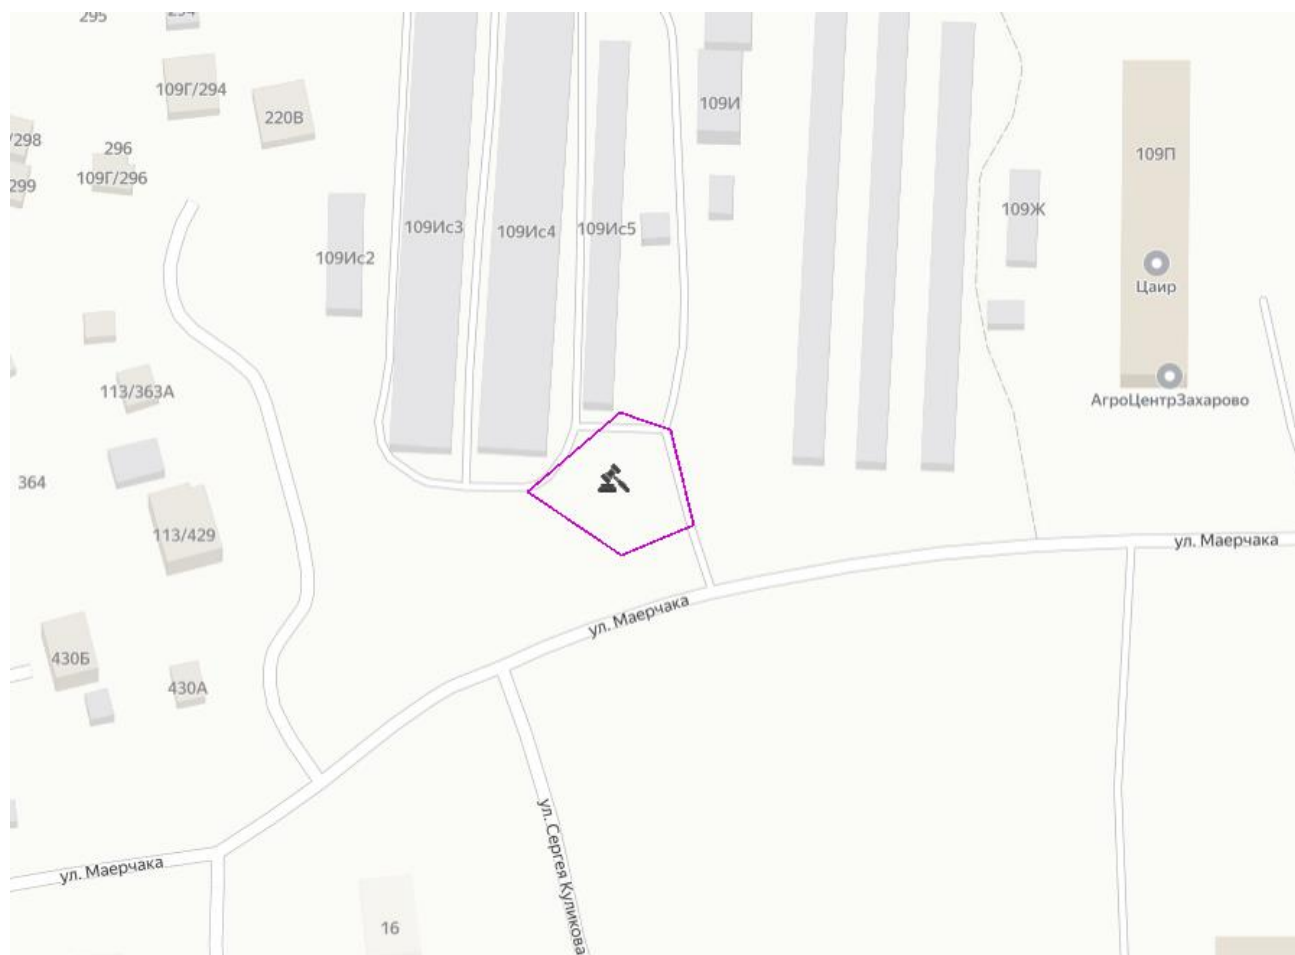 295
294
109Г/294
220В
/298
296
109Г/296
299
109И
109П
109Ж
109Ис3
109Ис4
109Ис5
109Ис2
Цаир
113/363А
АгроЦентрЗахарово
364
113/429
ул. Маерчака
ул. Маерчака
430Б
430А
ул. Сергея Куликова
ул. Маерчака
16